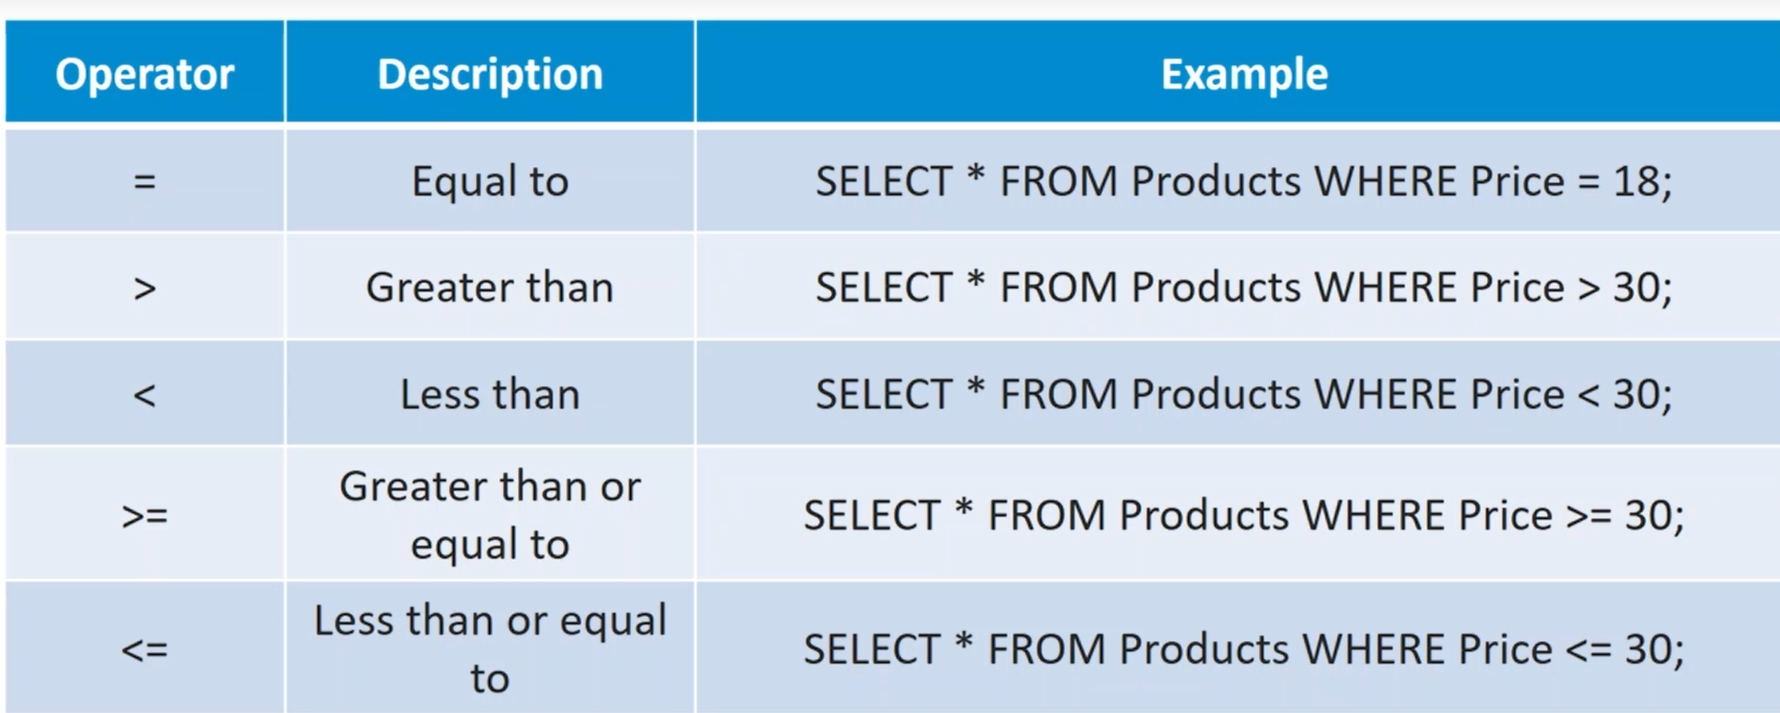 Operator Description Example
= Equal to SELECT * FROM Products WHERE Price = 18;
> Greater than SELECT * FROM Products WHERE Price > 30;
< Less than SELECT * FROM Products WHERE Price < 30;
>= Greater than or
equal to SELECT * FROM Products WHERE Price >= 30;
<= Less than or equal
to SELECT * FROM Products WHERE Price <= 30;